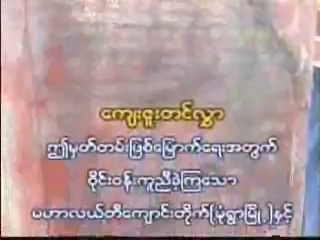 ကျေးဇူးတင်လွှာ
ဤမှတ်တမ်းဖြစ်မြောက်ရေးအတွက်
ဝိုင်းဝန်းကူညီခဲ့ကြသော
မဟာလယ်တီကျောင်းတိုက်(မုံရွာမြို့)နှင့်